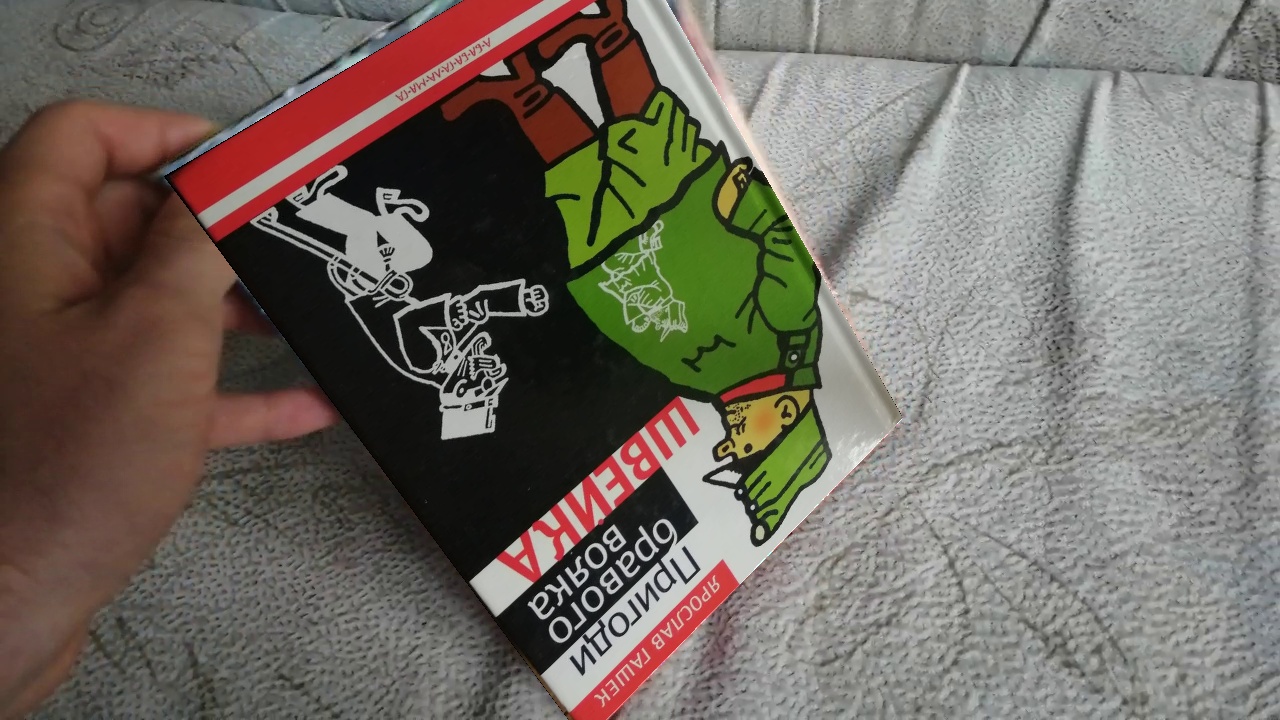 ЯРОСЛАВ ГАШЕК
Пригоди
бравого
вояка
ШВЕЙКА
А-БА-БА-ГА-ЛА-МА-ГА